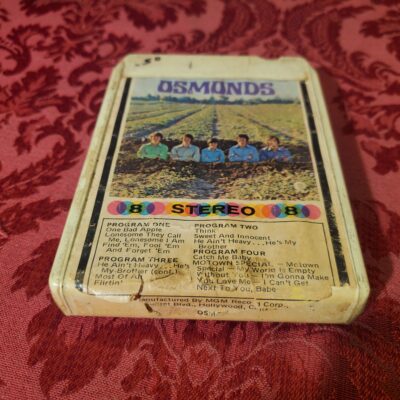 .50
OSMONDS
8 STEREO 8
PROGRAM ONE
One Bad Apple
Lonesome They Call
Me, Lonesome I Am
Find 'Em, Fool 'Em
And Forget 'Em
PROGRAM THREE
He Ain't Heavy... He's
My Brother (cont.)
Most Of All
Flirtin'
PROGRAM TWO
Think
Sweet And Innocent
He Ain't Heavy... He's My
Brother
PROGRAM FOUR
Catch Me Baby
MOTOWN SPECIAL — Motown
Special — My World Is Empty
Without You — I'm Gonna Make
You Love Me — I Can't Get
Next To You, Babe
Manufactured By MGM Reco
Blvd., Hollywood, C
Corp.